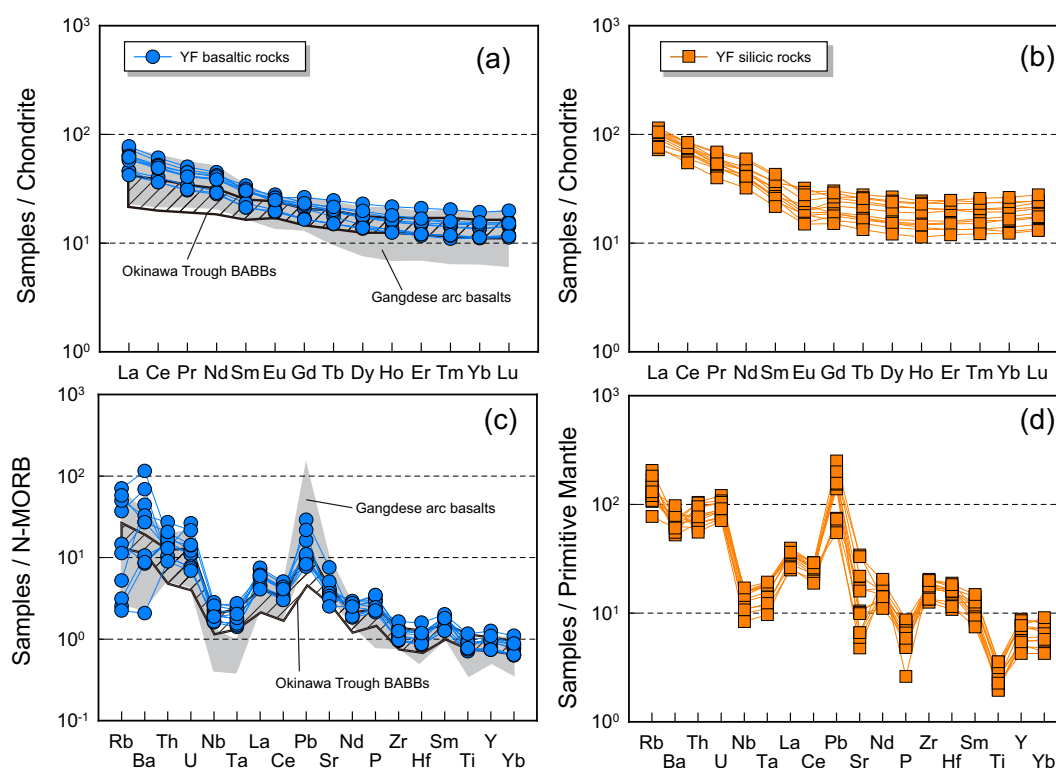 10³
10²
10¹
10⁰
Samples / Chondrite
YF basaltic rocks
(a)
Okinawa Trough BABBs
Gangdese arc basalts
La Ce Pr Nd Sm Eu Gd Tb Dy Ho Er Tm Yb Lu
10³
10²
10¹
10⁰
Samples / Chondrite
YF silicic rocks
(b)
La Ce Pr Nd Sm Eu Gd Tb Dy Ho Er Tm Yb Lu
10³
10²
10¹
10⁰
10⁻¹
Samples / N-MORB
(c)
Gangdese arc basalts
Okinawa Trough BABBs
Rb Th Nb La Pb Nd Zr Sm Y
Ba U Ta Ce Sr P Hf Ti Yb
10³
10²
10¹
10⁰
Samples / Primitive Mantle
(d)
Rb Th Nb La Pb Nd Zr Sm Y
Ba U Ta Ce Sr P Hf Ti Yb